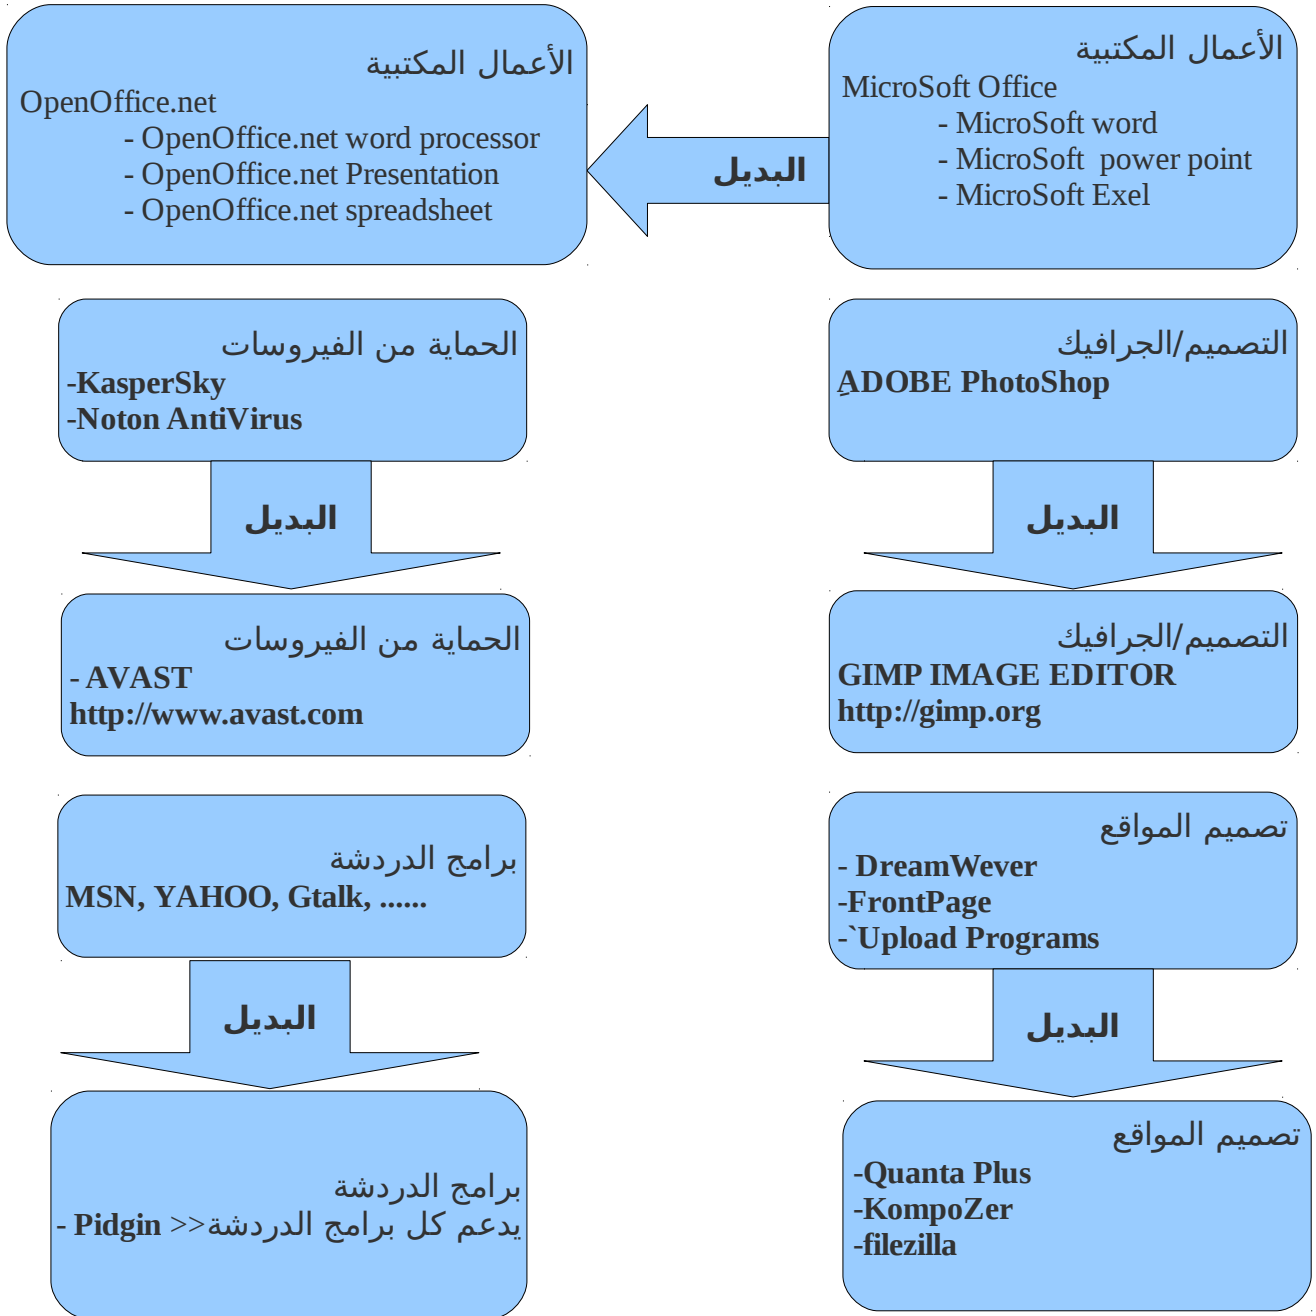 الأعمال المكتبية
MicroSoft Office
- MicroSoft word
- MicroSoft  power point
- MicroSoft Exel
البديل
الأعمال المكتبية
OpenOffice.net
- OpenOffice.net word processor
- OpenOffice.net Presentation
- OpenOffice.net spreadsheet
التصميم/الجرافيك
ِADOBE PhotoShop
البديل
التصميم/الجرافيك
GIMP IMAGE EDITOR
http://gimp.org
الحماية من الفيروسات
-KasperSky
-Noton AntiVirus
البديل
الحماية من الفيروسات
- AVAST
http://www.avast.com
تصميم المواقع
- DreamWever
-FrontPage
-`Upload Programs
البديل
تصميم المواقع
-Quanta Plus
-KompoZer
-filezilla
برامج الدردشة
MSN, YAHOO, Gtalk, ......
البديل
برامج الدردشة
- Pidgin >>يدعم كل برامج الدردشة